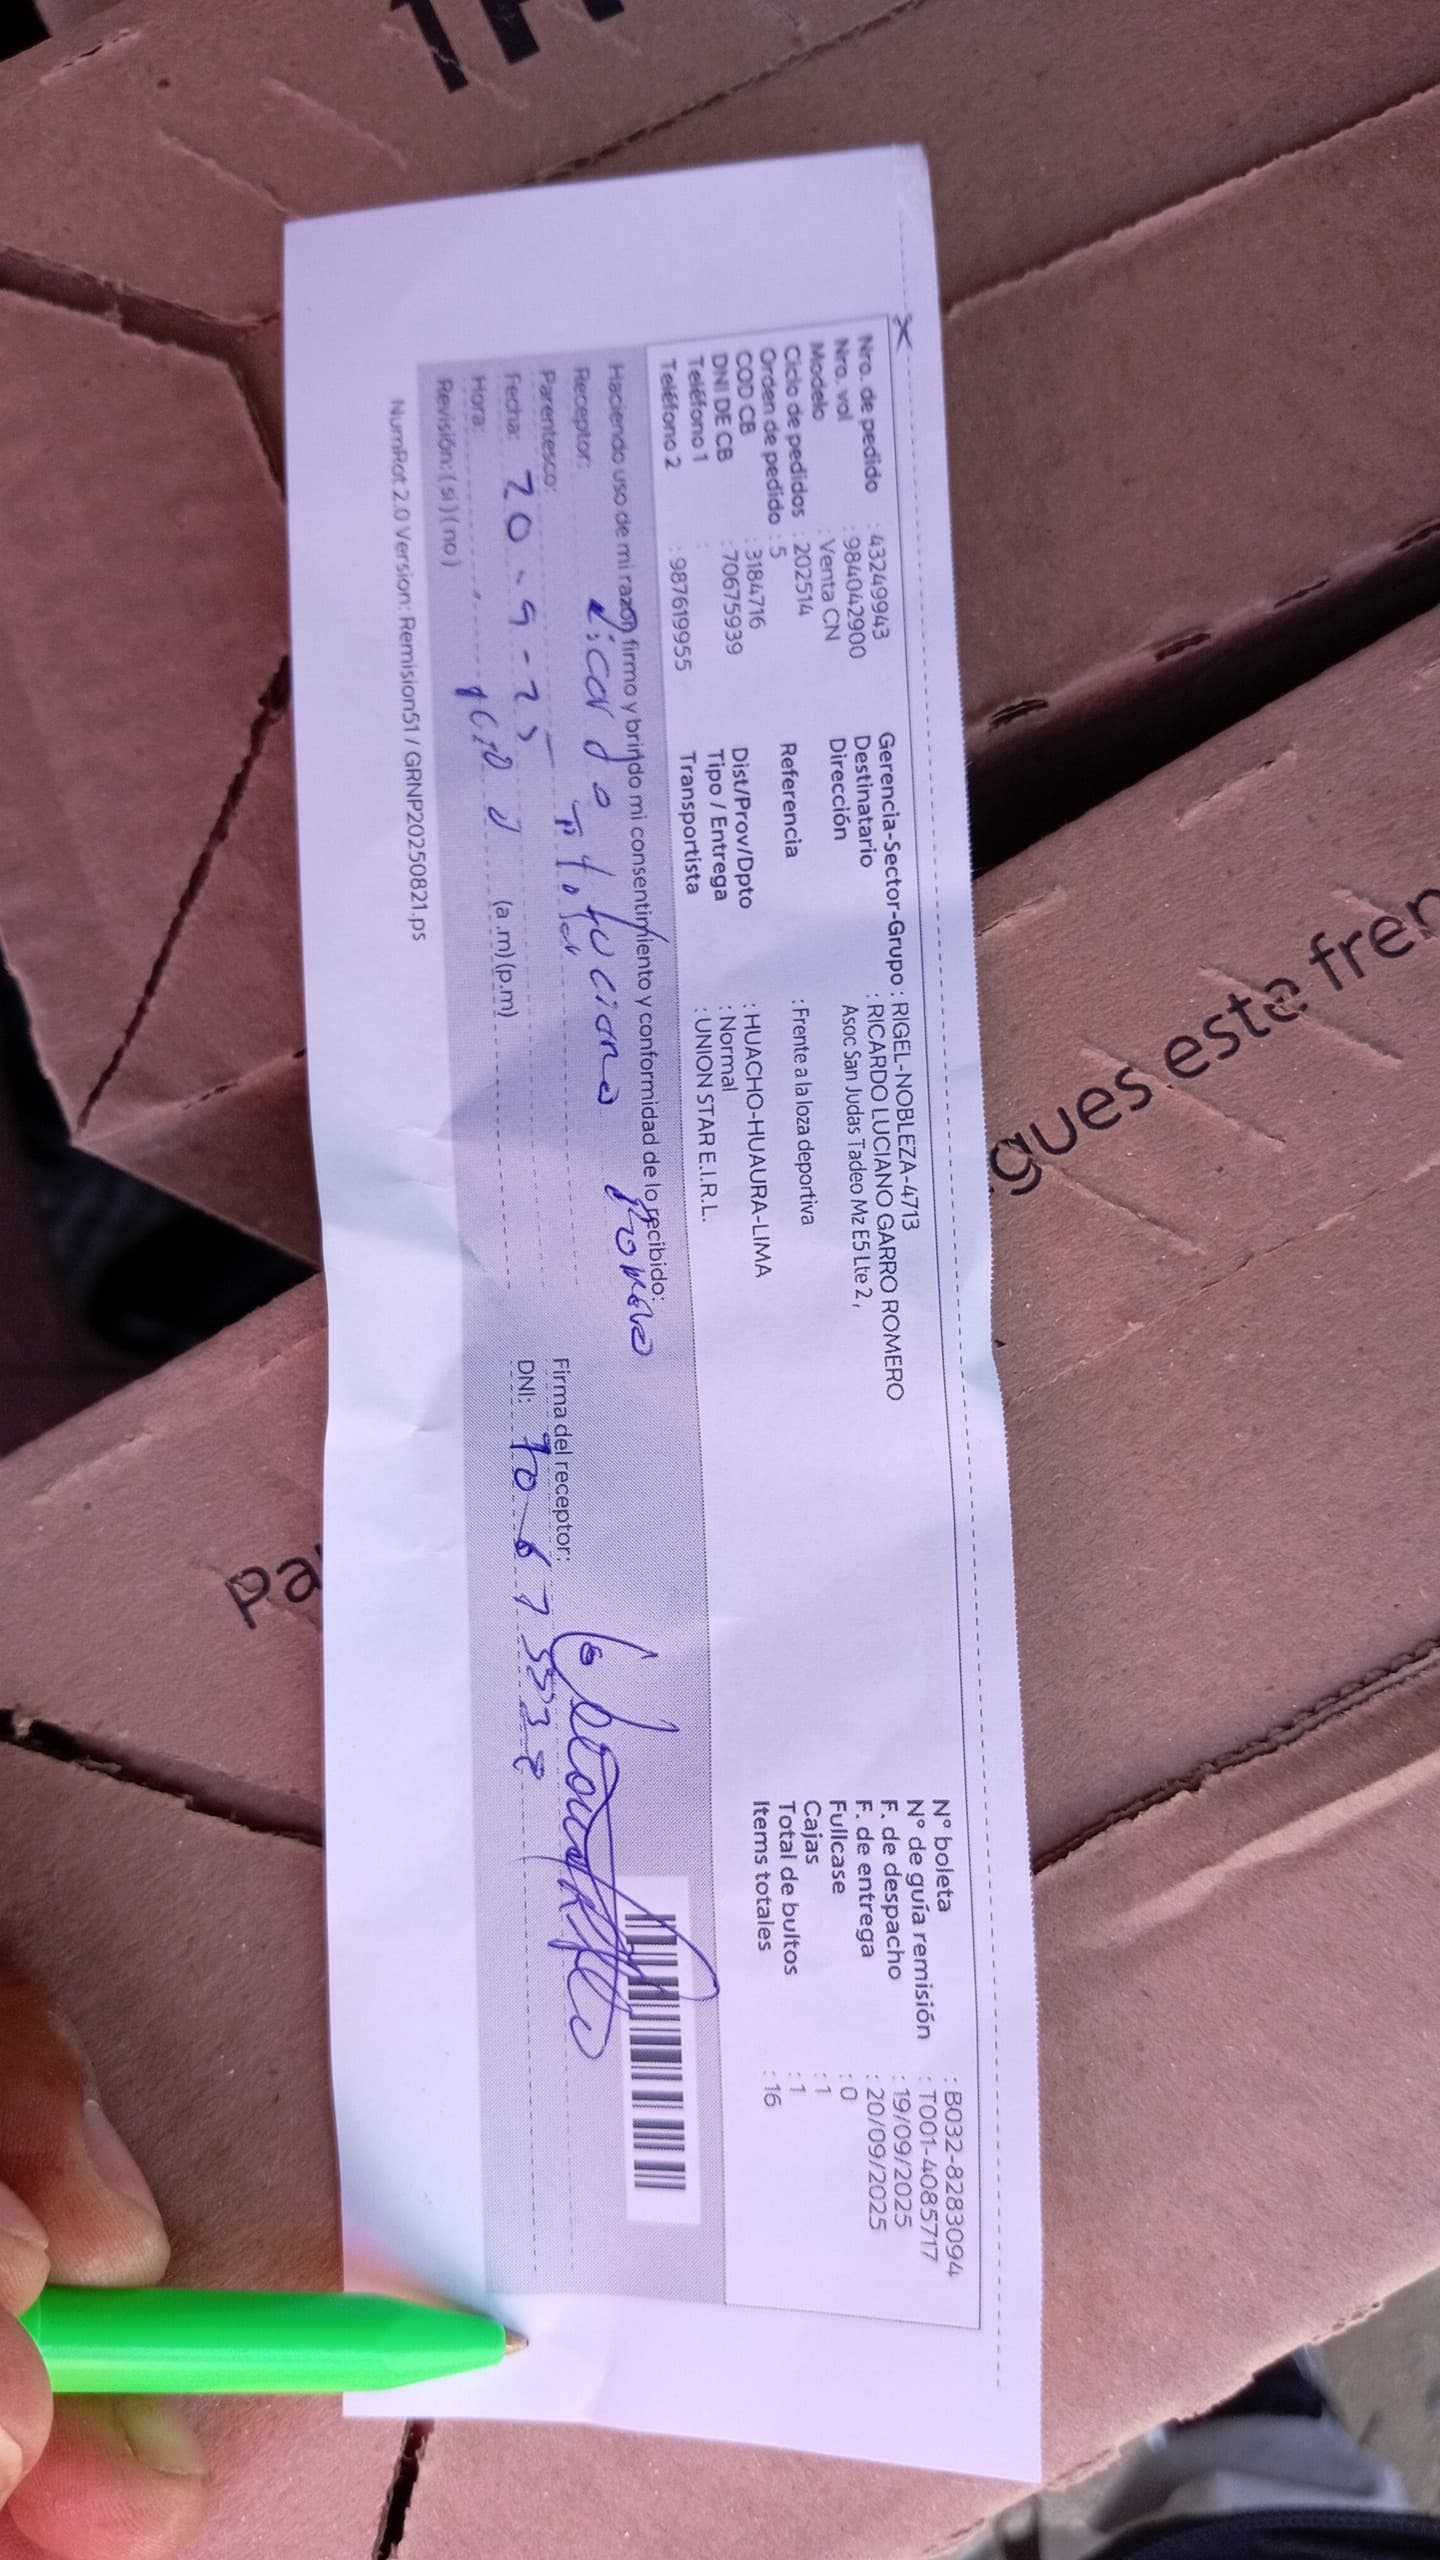 Nro. de pedido : 43249943
Nro. val : 984042900
Modelo : Venta CN
Ciclo de pedidos : 202514
Orden de pedido : 5
COD CB : 3184716
DNI DE CB : 70675939
Teléfono 1 :
Teléfono 2 : 987619955
Gerencia-Sector-Grupo : RIGEL-NOBLEZA-4713
Destinatario : RICARDO LUCIANO GARRO ROMERO
Dirección Asoc San Judas Tadeo Mz E5 Lte 2,
Referencia : Frente a la loza deportiva
Dist/Prov/Dpto : HUACHO-HUAURA-LIMA
Tipo / Entrega : Normal
Transportista : UNION STAR E.I.R.L.
N° boleta : B032-8283094
N° de guía remisión : T001-4085717
F. de despacho : 19/09/2025
F. de entrega : 20/09/2025
Fullcase : 0
Cajas : 1
Total de bultos : 1
Items totales : 16
Haciendo uso de mi razón firmo y brindo mi consentimiento y conformidad de lo recibido:
Receptor: Luciano
Parentesco:
Fecha: 20-9-25
Hora: (a.m) (p.m)
Revisión: (si) (no)
Firma del receptor:
DNI:
NumRot 2.0 Version: Remision51 / GRNP20250821.ps
gues este fren
Pa